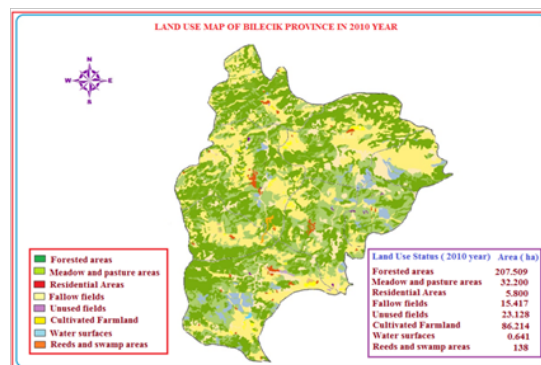 LAND USE MAP OF BILECIK PROVINCE IN 2010 YEAR
N
W E
S
Forested areas
Meadow and pasture areas
Residential Areas
Fallow fields
Unused fields
Cultivated Farmland
Water surfaces
Reeds and swamp areas
Land Use Status ( 2010 year) Area ( ha)
Forested areas 207.509
Meadow and pasture areas 32.200
Residential Areas 5.800
Fallow fields 15.417
Unused fields 23.128
Cultivated Farmland 86.214
Water surfaces 0.641
Reeds and swamp areas 138